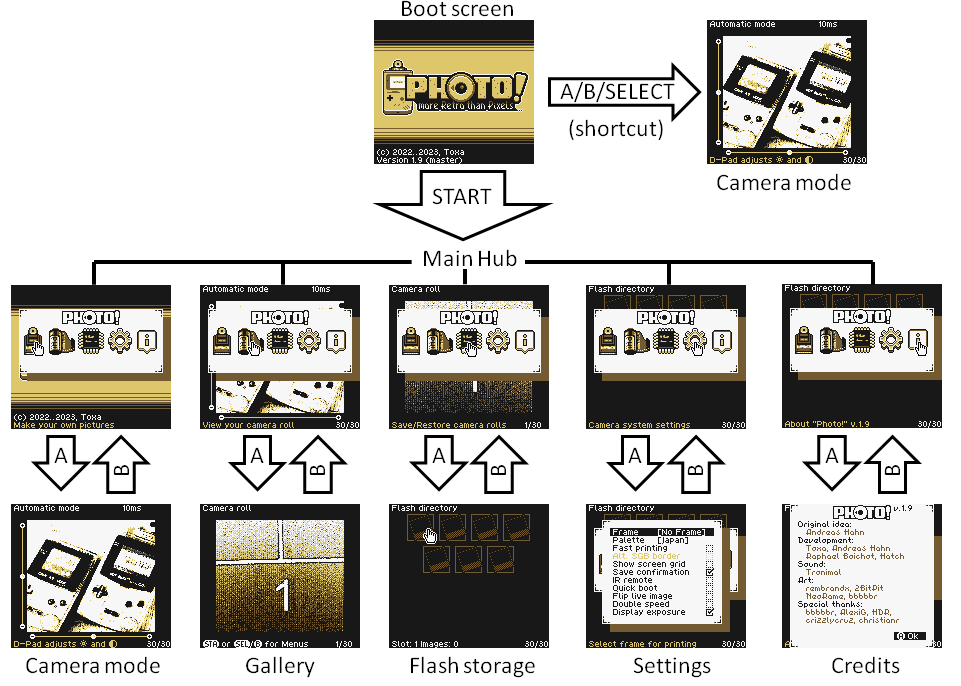 Boot screen
PHOTO!
more Retro than Pixels
(c) 2022..2023, Toxa
Version 1.9 (master)
A/B/SELECT
(shortcut)
Automatic mode 10ms
D-Pad adjusts and 30/30
Camera mode
START
Main Hub
PHOTO!
(c) 2022..2023, Toxa
Make your own pictures
Automatic mode 10ms
PHOTO!
View your camera roll 30/30
Camera roll
PHOTO!
Save/Restore camera rolls 1/30
Flash directory
PHOTO!
Camera system settings 30/30
Flash directory
PHOTO!
i
About "Photo!" v.1.9 30/30
A B
A B
A B
A B
A B
Automatic mode 10ms
D-Pad adjusts and 30/30
Camera mode
Camera roll
1
STA or SEL/B for Menus 1/30
Gallery
Flash directory
Slot: 1 Images: 0 30/30
Flash storage
Flash directory
Frame [No Frame]
Palette [Japan]
Fast printing
Alt. SGB border
Show screen grid
Save confirmation
IR remote
Quick boot
Flip live image
Double speed
Display exposure
Select frame for printing 30/30
Settings
PHOTO! v.1.9
Original idea:
Andreas Hahn
Development:
Toxa, Andreas Hahn
Raphael Boichot, Hatch
Sound:
Tronimal
Art:
rembrandx, 2BitPit
NeoRame, bbbbr
Special thanks:
bbbbr, AlexiG, HDR,
crizzlycruz, christianr
A Ok
Credits